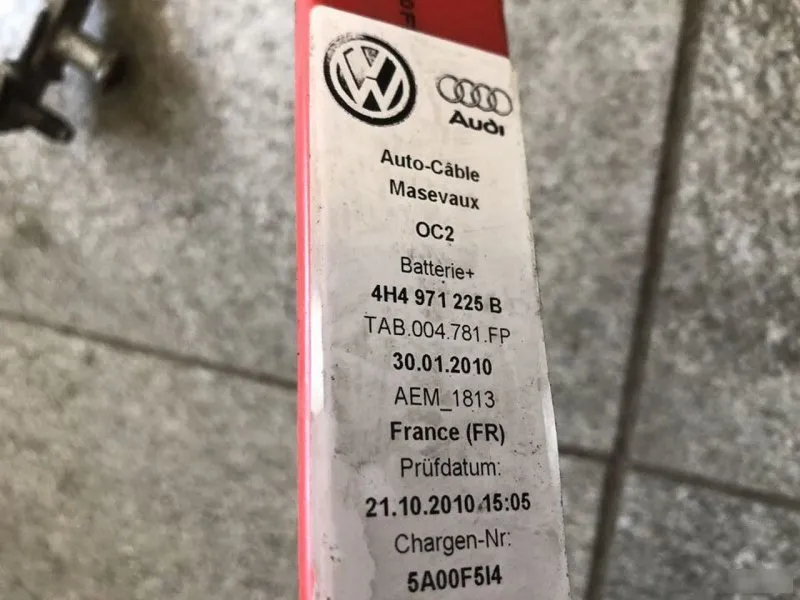 Audi
Auto-Câble
Masevaux
OC2
Batterie+
4H4 971 225 B
TAB.004.781.FP
30.01.2010
AEM_1813
France (FR)
Prüfdatum:
21.10.2010 15:05
Chargen-Nr:
5A00F5I4